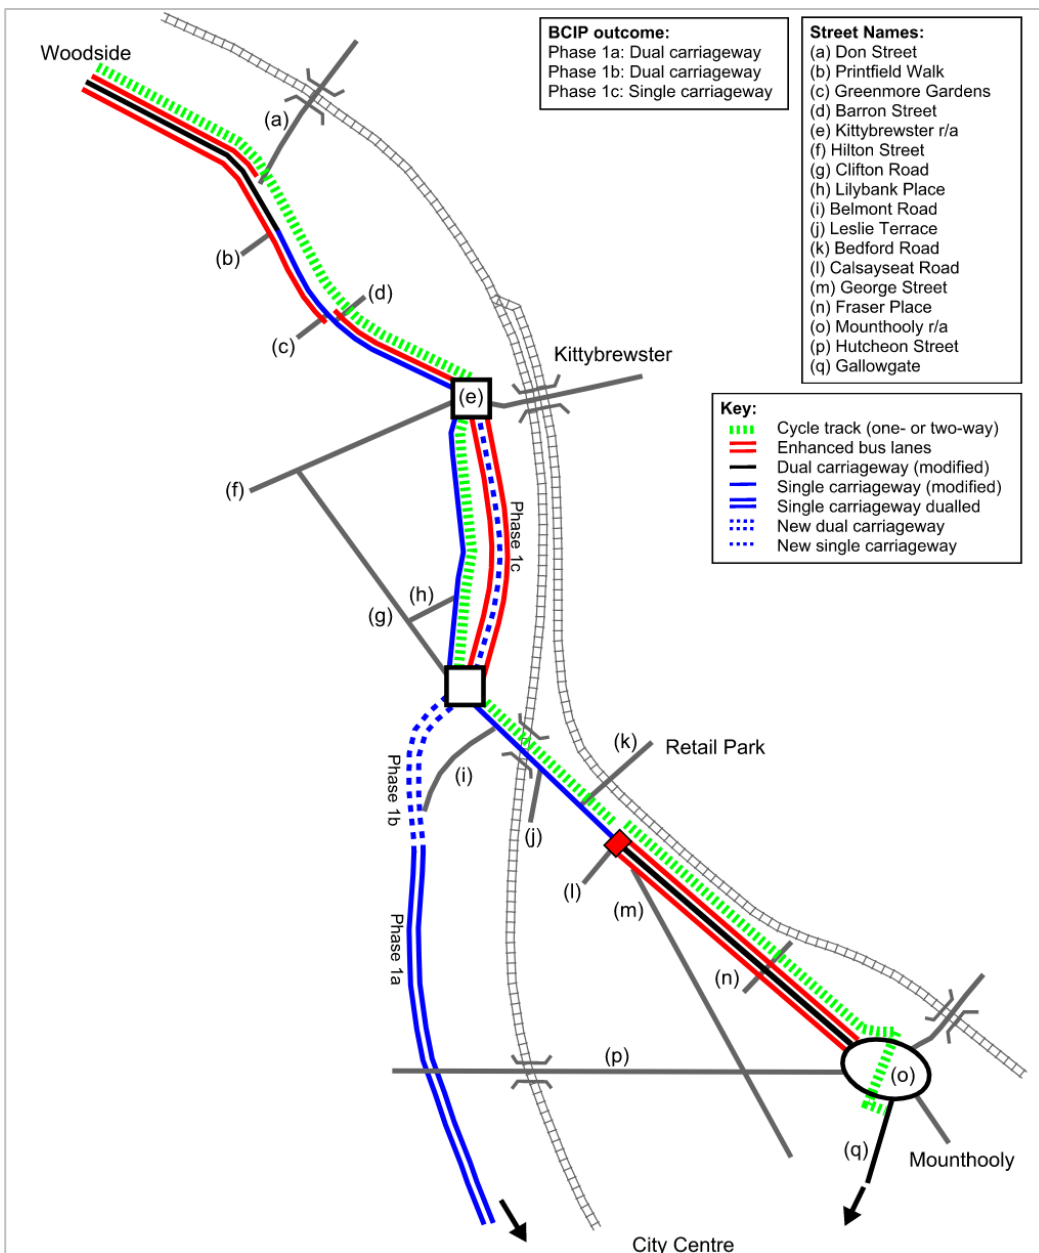 Woodside
BCIP outcome:
Phase 1a: Dual carriageway
Phase 1b: Dual carriageway
Phase 1c: Single carriageway
Street Names:
(a) Don Street
(b) Printfield Walk
(c) Greenmore Gardens
(d) Barron Street
(e) Kittybrewster r/a
(f) Hilton Street
(g) Clifton Road
(h) Lilybank Place
(i) Belmont Road
(j) Leslie Terrace
(k) Bedford Road
(l) Calsayseat Road
(m) George Street
(n) Fraser Place
(o) Mounthooly r/a
(p) Hutcheon Street
(q) Gallowgate
Key:
Cycle track (one- or two-way)
Enhanced bus lanes
Dual carriageway (modified)
Single carriageway (modified)
Single carriageway dualled
New dual carriageway
New single carriageway
(a)
(b)
(d)
(c)
Kittybrewster
(e)
(f)
Phase 1c
(h)
(g)
(k)
Retail Park
(i)
Phase 1b
(j)
(l)
(m)
Phase 1a
(n)
(p)
(o)
(q)
Mounthooly
City Centre